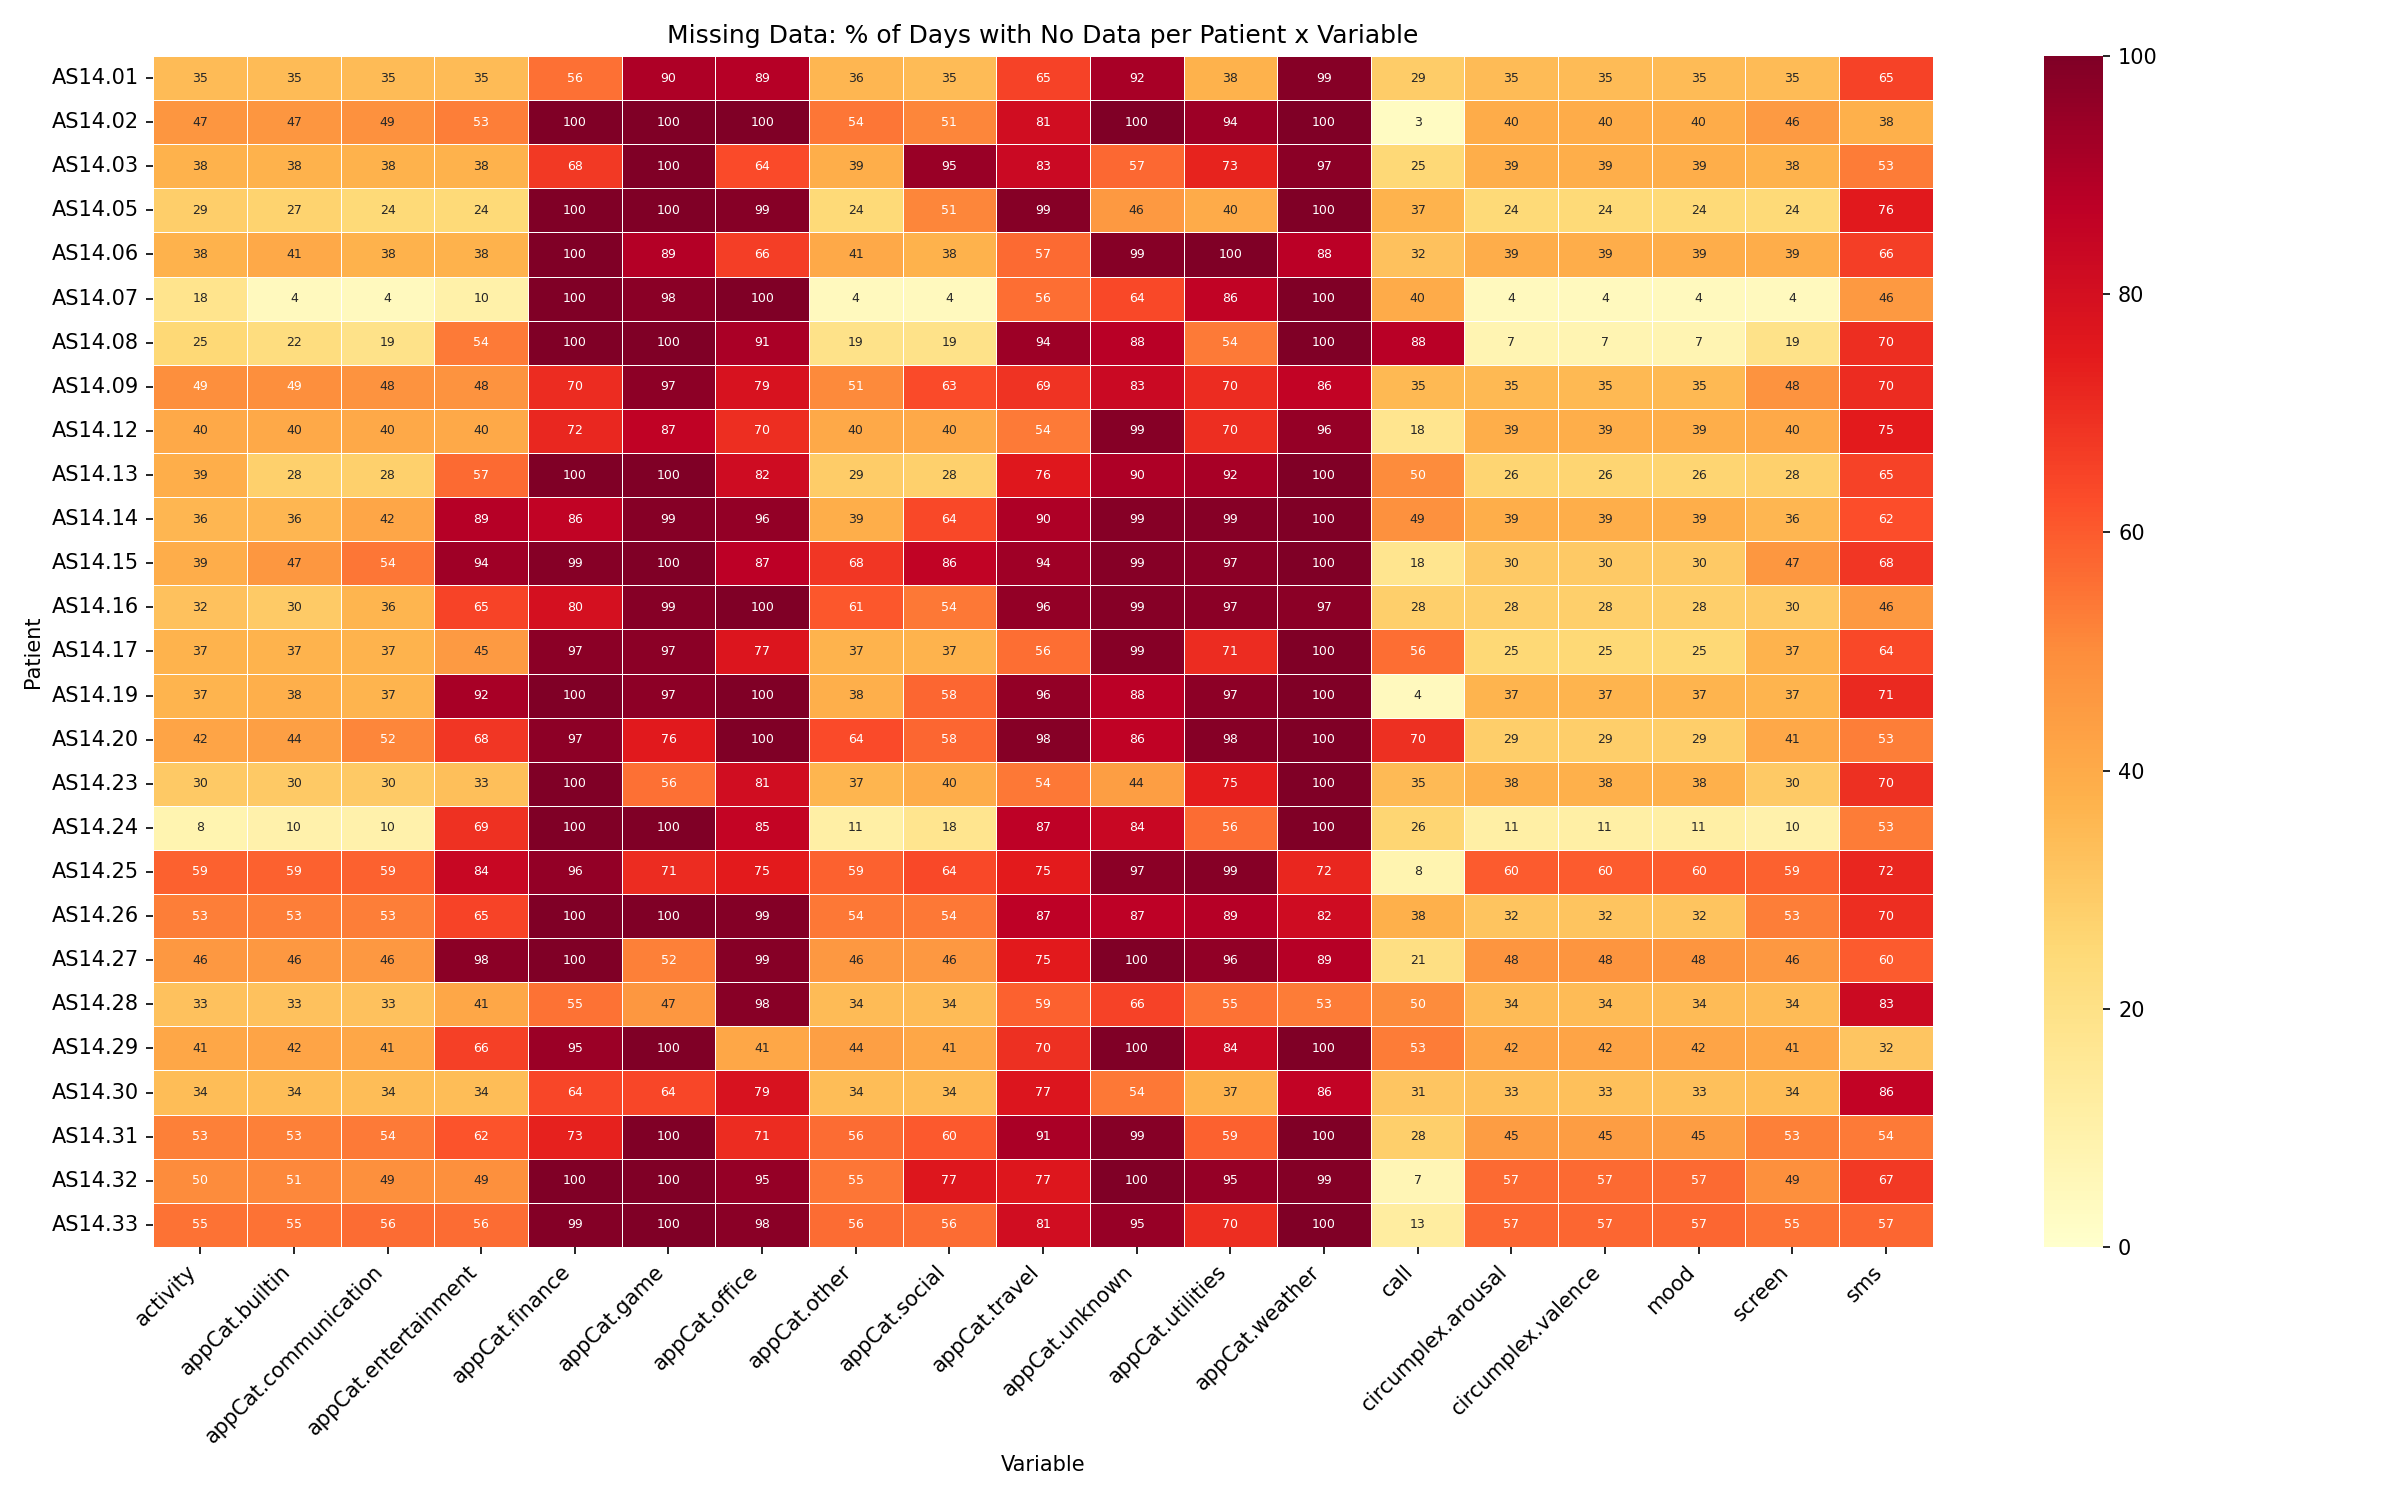 Missing Data: % of Days with No Data per Patient x Variable
AS14.01 35 35 35 35 56 90 89 36 35 65 92 38 99 29 35 35 35 35 65
AS14.02 47 47 49 53 100 100 100 54 51 81 100 94 100 3 40 40 40 46 38
AS14.03 38 38 38 38 68 100 64 39 95 83 57 73 97 25 39 39 39 38 53
AS14.05 29 27 24 24 100 100 99 24 51 99 46 40 100 37 24 24 24 24 76
AS14.06 38 41 38 38 100 89 66 41 38 57 99 100 88 32 39 39 39 39 66
AS14.07 18 4 4 10 100 98 100 4 4 56 64 86 100 40 4 4 4 4 46
AS14.08 25 22 19 54 100 100 91 19 19 94 88 54 100 88 7 7 7 19 70
AS14.09 49 49 48 48 70 97 79 51 63 69 83 70 86 35 35 35 35 48 70
AS14.12 40 40 40 40 72 87 70 40 40 54 99 70 96 18 39 39 39 40 75
AS14.13 39 28 28 57 100 100 82 29 28 76 90 92 100 50 26 26 26 28 65
AS14.14 36 36 42 89 86 99 96 39 64 90 99 99 100 49 39 39 39 36 62
AS14.15 39 47 54 94 99 100 87 68 86 94 99 97 100 18 30 30 30 47 68
AS14.16 32 30 36 65 80 99 100 61 54 96 99 97 97 28 28 28 28 30 46
AS14.17 37 37 37 45 97 97 77 37 37 56 99 71 100 56 25 25 25 37 64
AS14.19 37 38 37 92 100 97 100 38 58 96 88 97 100 4 37 37 37 37 71
AS14.20 42 44 52 68 97 76 100 64 58 98 86 98 100 70 29 29 29 41 53
AS14.23 30 30 30 33 100 56 81 37 40 54 44 75 100 35 38 38 38 30 70
AS14.24 8 10 10 69 100 100 85 11 18 87 84 56 100 26 11 11 11 10 53
AS14.25 59 59 59 84 96 71 75 59 64 75 97 99 72 8 60 60 60 59 72
AS14.26 53 53 53 65 100 100 99 54 54 87 87 89 82 38 32 32 32 53 70
AS14.27 46 46 46 98 100 52 99 46 46 75 100 96 89 21 48 48 48 46 60
AS14.28 33 33 33 41 55 47 98 34 34 59 66 55 53 50 34 34 34 34 83
AS14.29 41 42 41 66 95 100 41 44 41 70 100 84 100 53 42 42 42 41 32
AS14.30 34 34 34 34 64 64 79 34 34 77 54 37 86 31 33 33 33 34 86
AS14.31 53 53 54 62 73 100 71 56 60 91 99 59 100 28 45 45 45 53 54
AS14.32 50 51 49 49 100 100 95 55 77 77 100 95 99 7 57 57 57 49 67
AS14.33 55 55 56 56 99 100 98 56 56 81 95 70 100 13 57 57 57 55 57
Patient
activity
appCat.builtin
appCat.communication
appCat.entertainment
appCat.finance
appCat.game
appCat.office
appCat.other
appCat.social
appCat.travel
appCat.unknown
appCat.utilities
appCat.weather
call
circumplex.arousal
circumplex.valence
mood
screen
sms
Variable
100
80
60
40
20
0